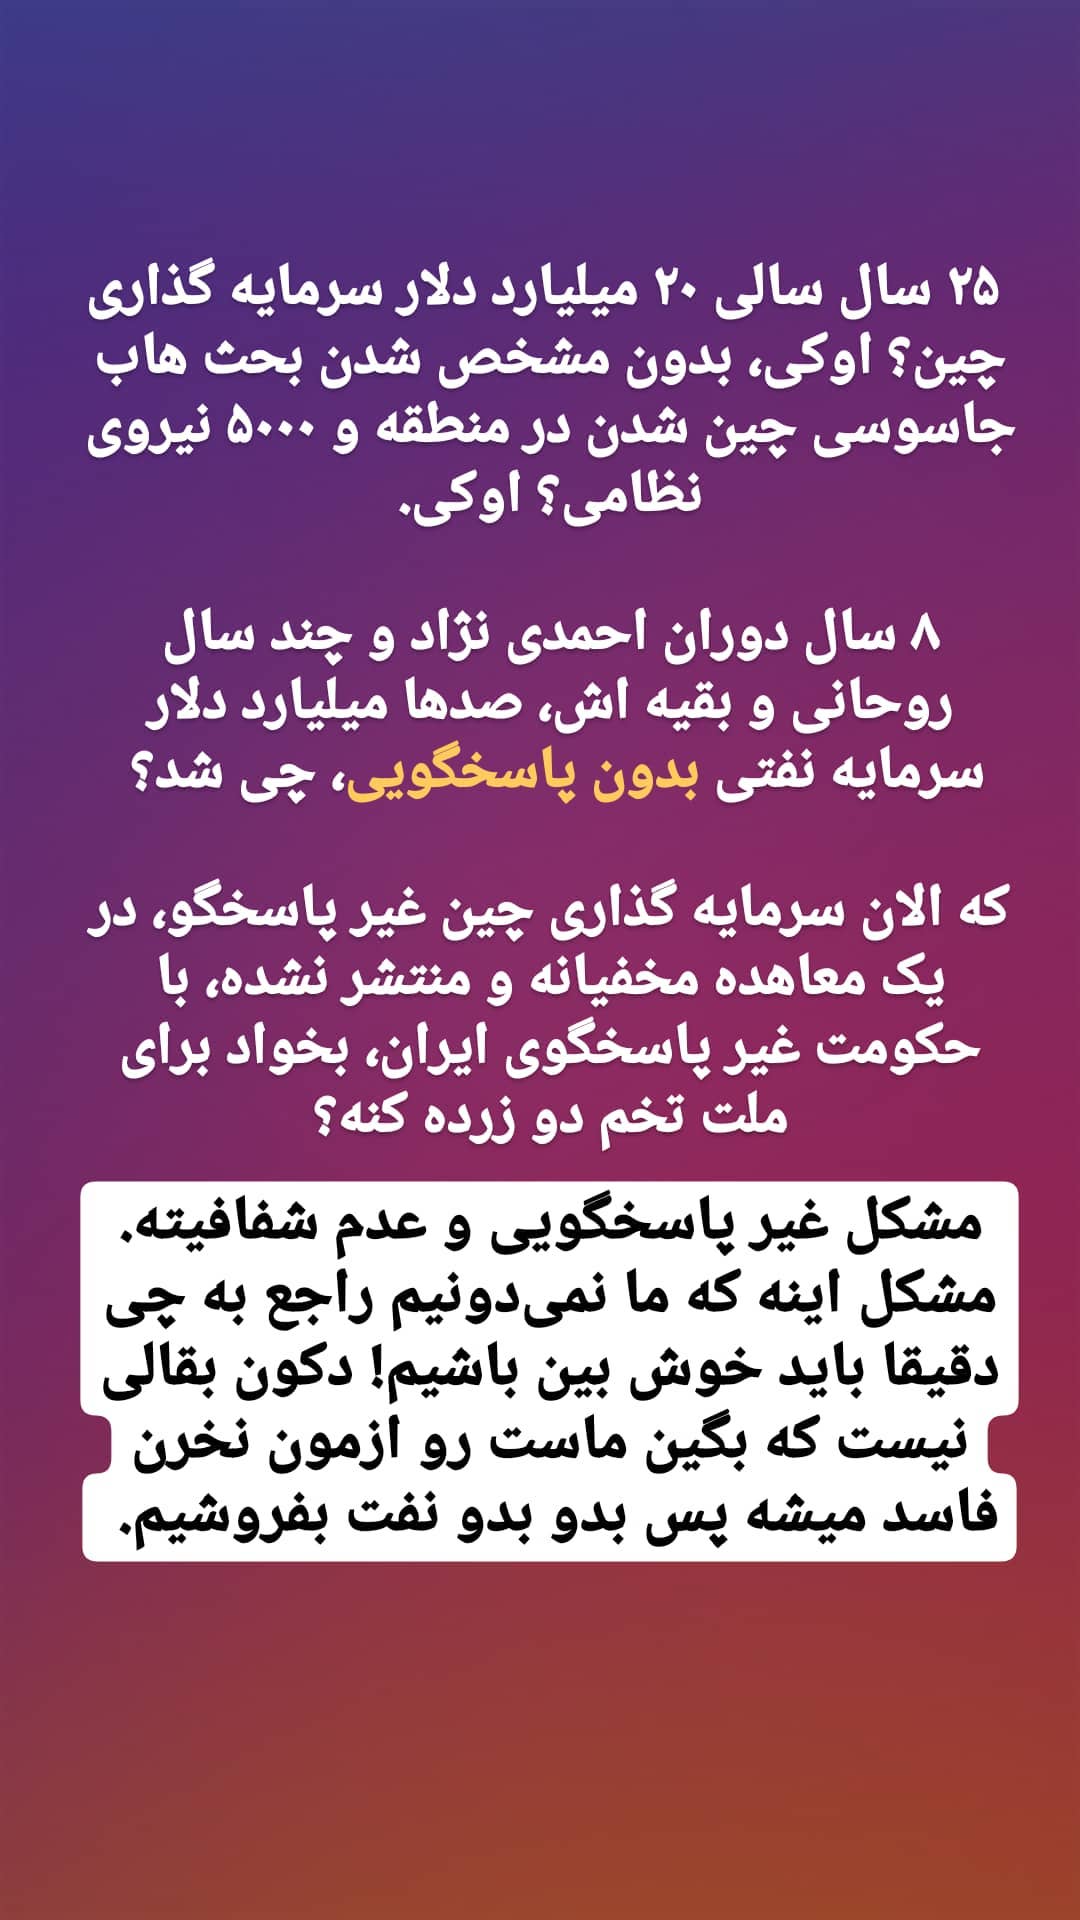 ۲۵ سال سالی ۲۰ میلیارد دلار سرمایه گذاری
چین؟ اوکی، بدون مشخص شدن بحث هاب
جاسوسی چین شدن در منطقه و ۵۰۰۰ نیروی
نظامی؟ اوکی.
۸ سال دوران احمدی نژاد و چند سال
روحانی و بقیه اش، صدها میلیارد دلار
سرمایه نفتی بدون پاسخگویی، چی شد؟
که الان سرمایه گذاری چین غیر پاسخگو، در
یک معاهده مخفیانه و منتشر نشده، با
حکومت غیر پاسخگوی ایران، بخواد برای
ملت تخم دو زرده کنه؟
مشکل غیر پاسخگویی و عدم شفافیته.
مشکل اینه که ما نمی‌دونیم راجع به چی
دقیقا باید خوش بین باشیم! دکون بقالی
نیست که بگین ماست رو ازمون نخرن
فاسد میشه پس بدو بدو نفت بفروشیم.